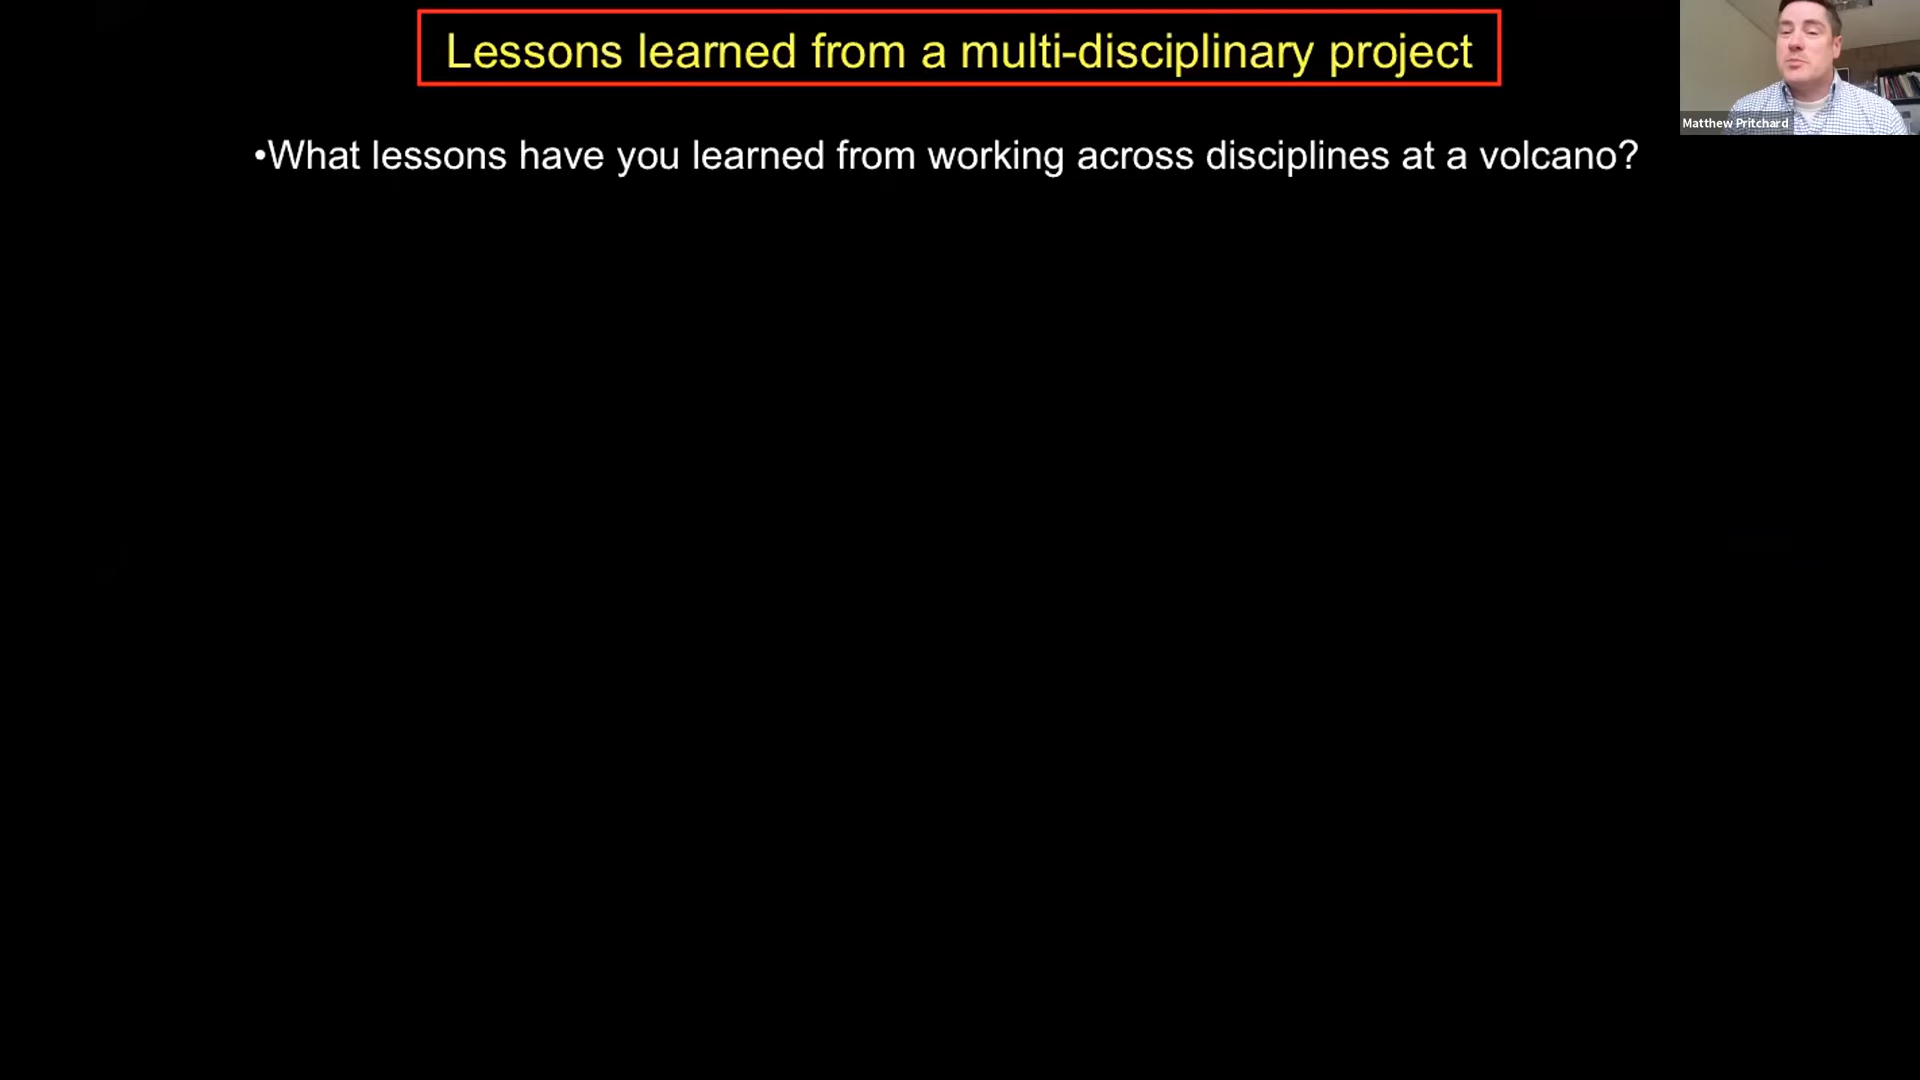 Lessons learned from a multi-disciplinary project
•What lessons have you learned from working across disciplines at a volcano?
Matthew Pritchard